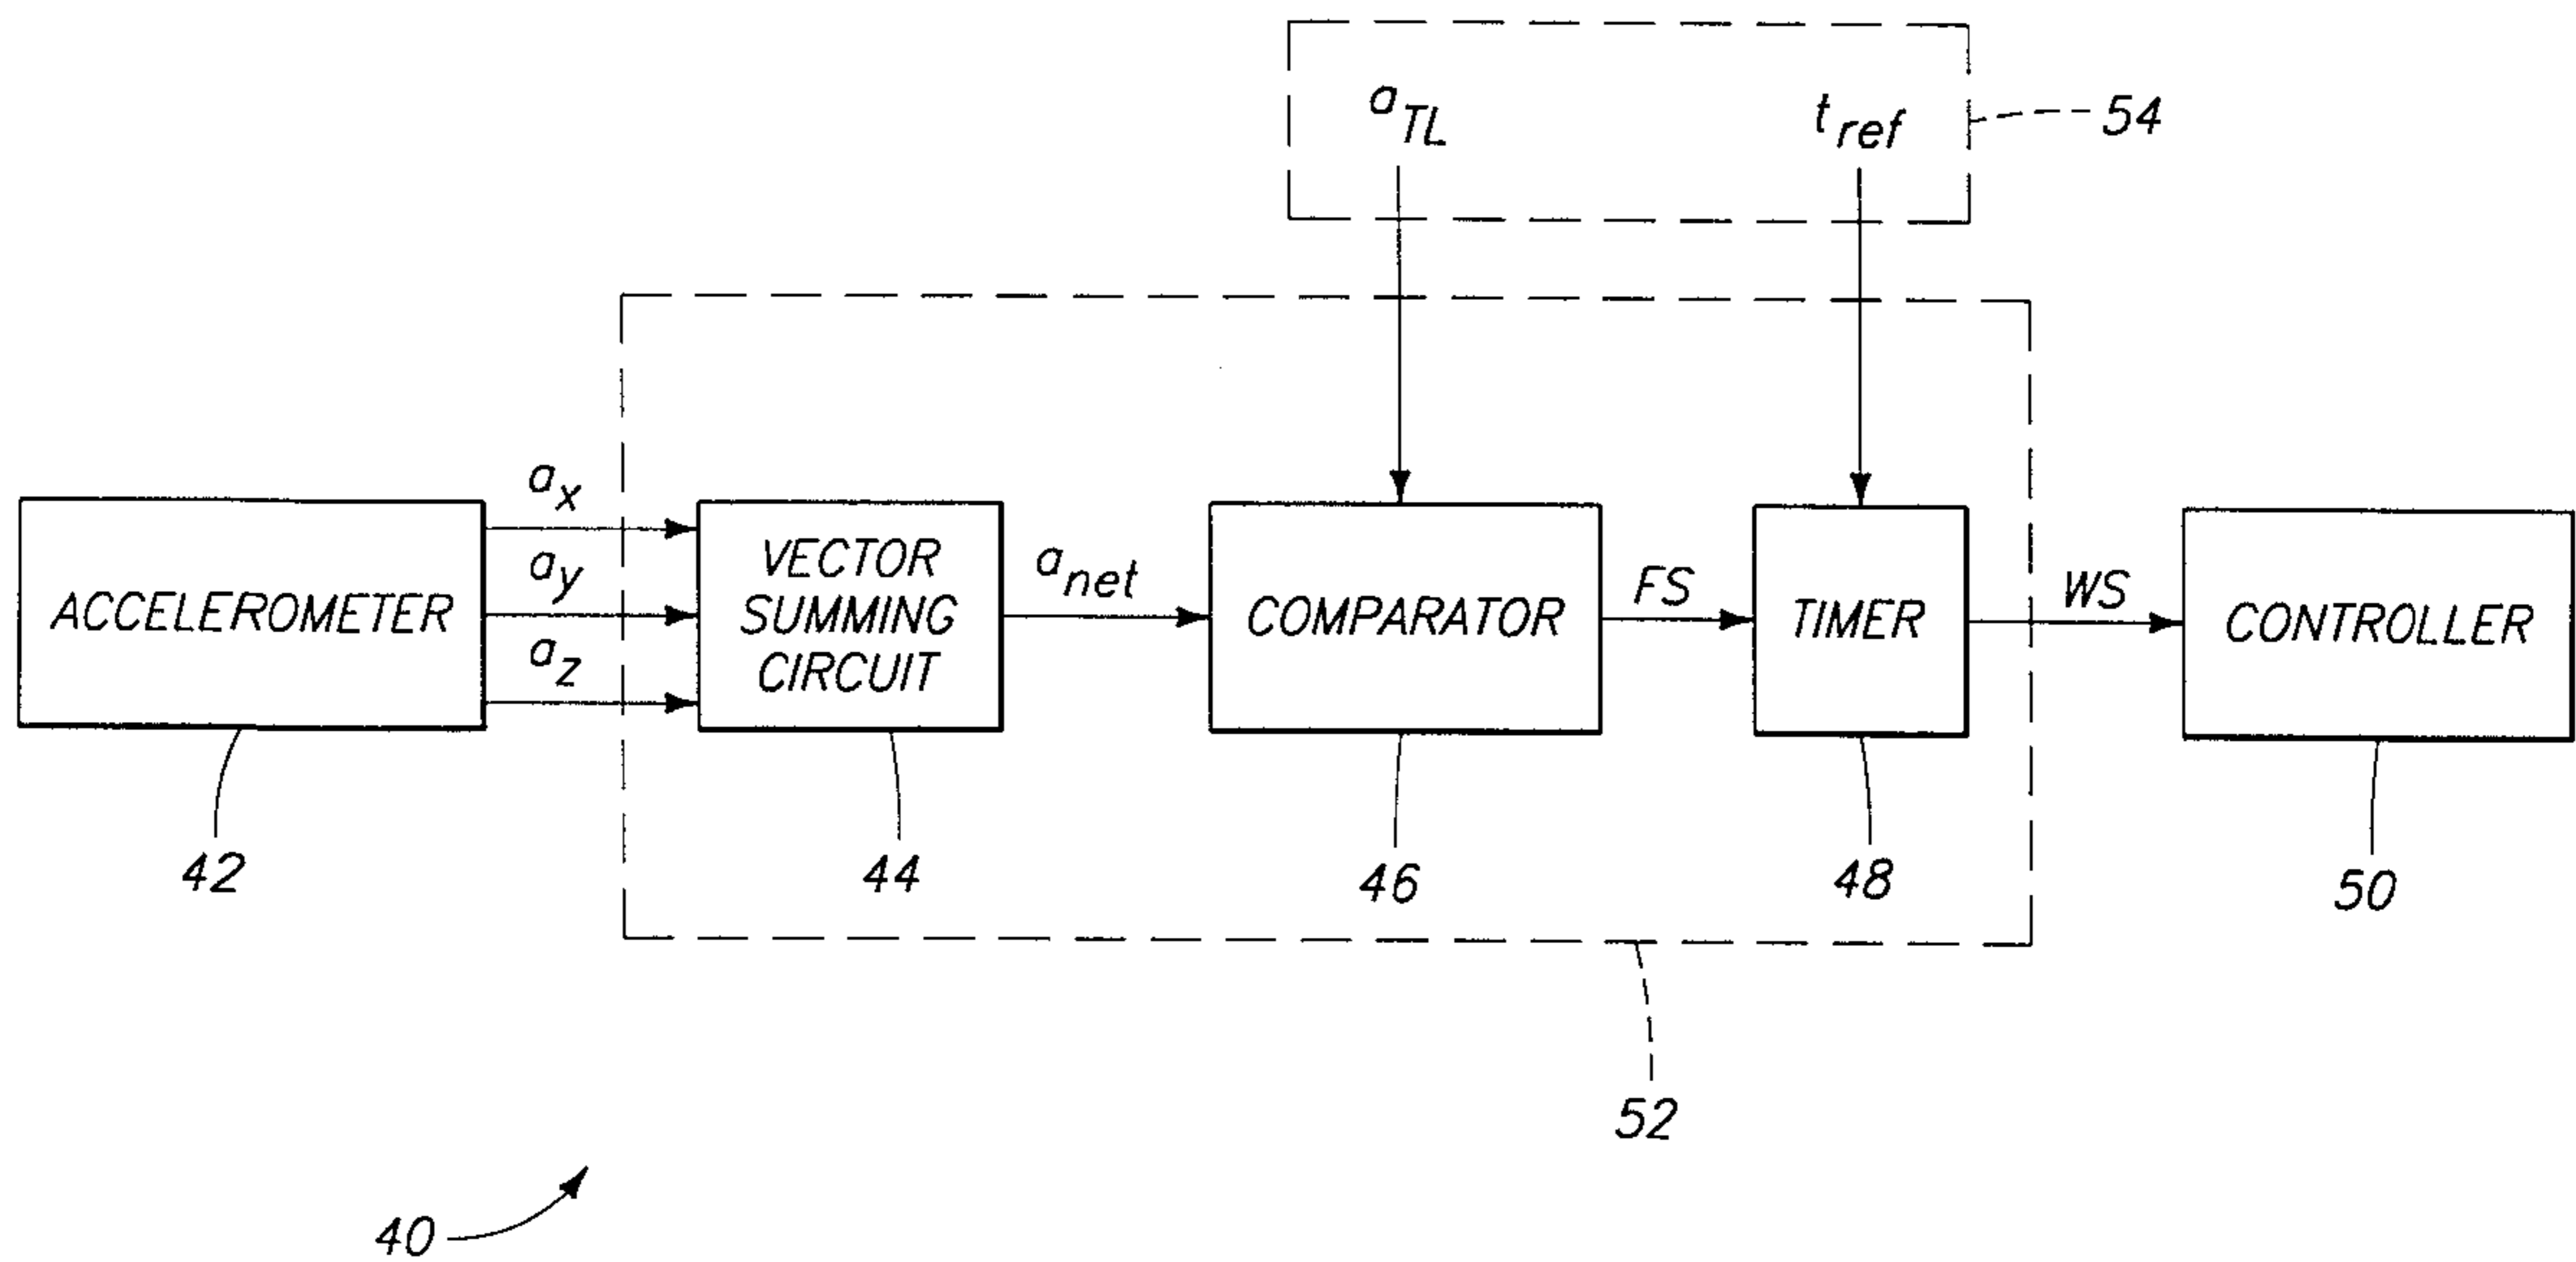 a_TL
t_ref
54
a_x
a_y
a_z
ACCELEROMETER
VECTOR
SUMMING
CIRCUIT
a_net
COMPARATOR
FS
TIMER
WS
CONTROLLER
42
44
46
48
50
52
40